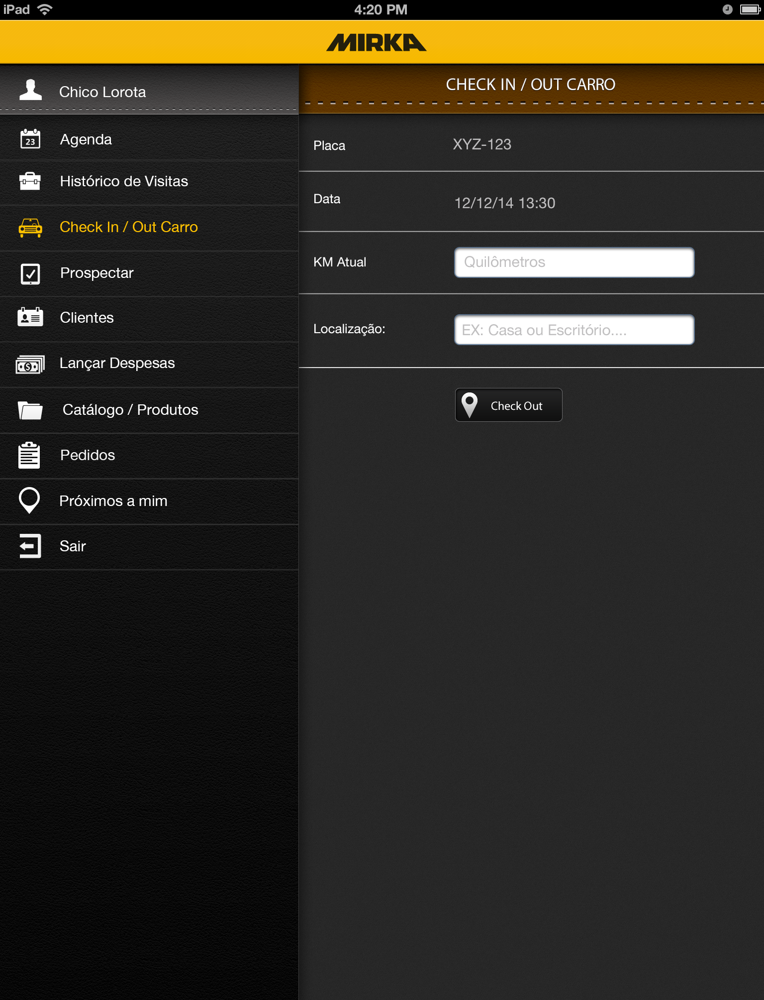 iPad
4:20 PM
MIRKA
Chico Lorota
23
Agenda
Histórico de Visitas
Check In / Out Carro
Prospectar
Clientes
$
Lançar Despesas
Catálogo / Produtos
Pedidos
Próximos a mim
Sair
CHECK IN / OUT CARRO
Placa XYZ-123
Data 12/12/14 13:30
KM Atual Quilômetros
Localização: EX: Casa ou Escritório....
Check Out